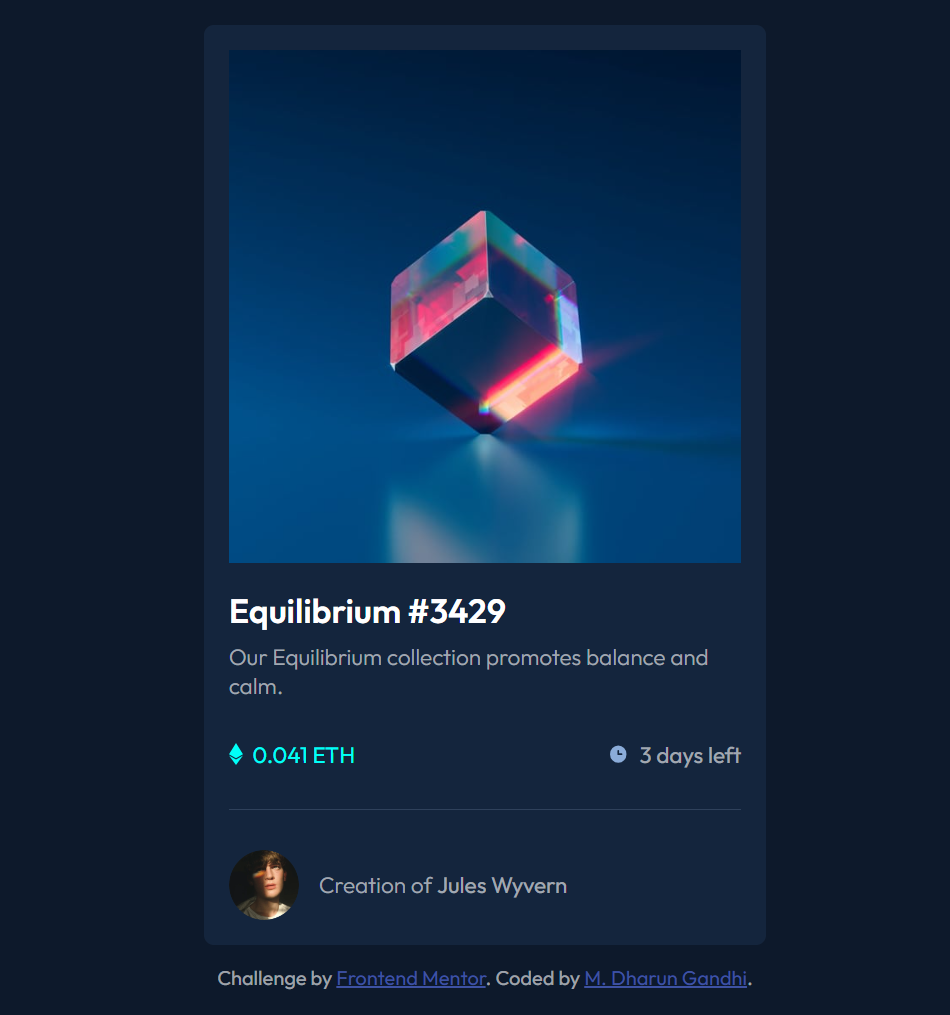 Equilibrium #3429
Our Equilibrium collection promotes balance and
calm.
0.041 ETH
3 days left
Creation of Jules Wyvern
Challenge by Frontend Mentor. Coded by M. Dharun Gandhi.